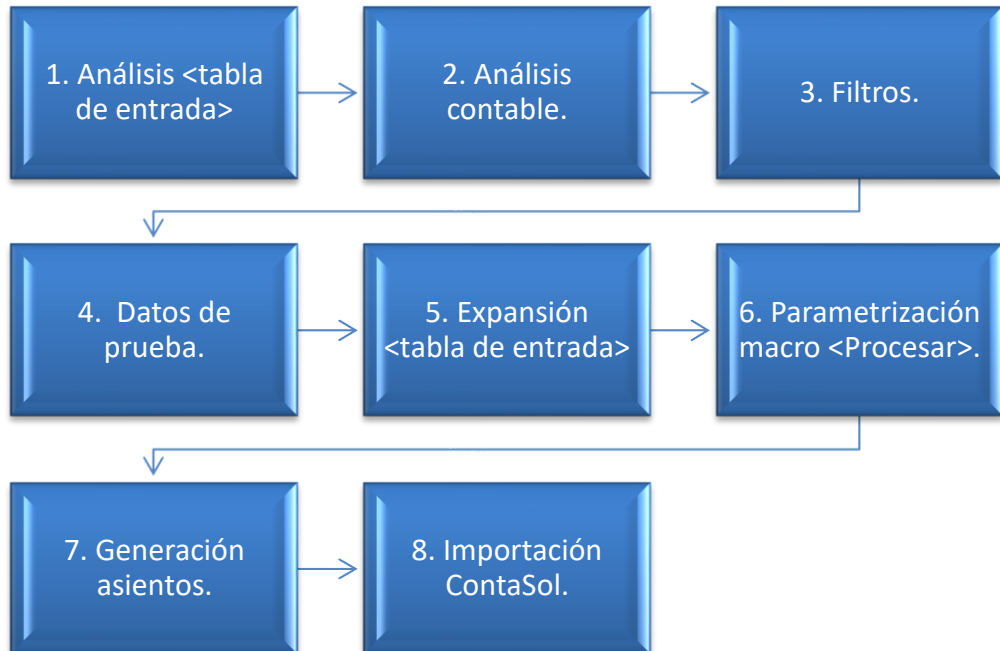 1. Análisis <tabla
de entrada>
2. Análisis
contable.
3. Filtros.
4.  Datos de
prueba.
5. Expansión
<tabla de entrada>
6. Parametrización
macro <Procesar>.
7. Generación
asientos.
8. Importación
ContaSol.